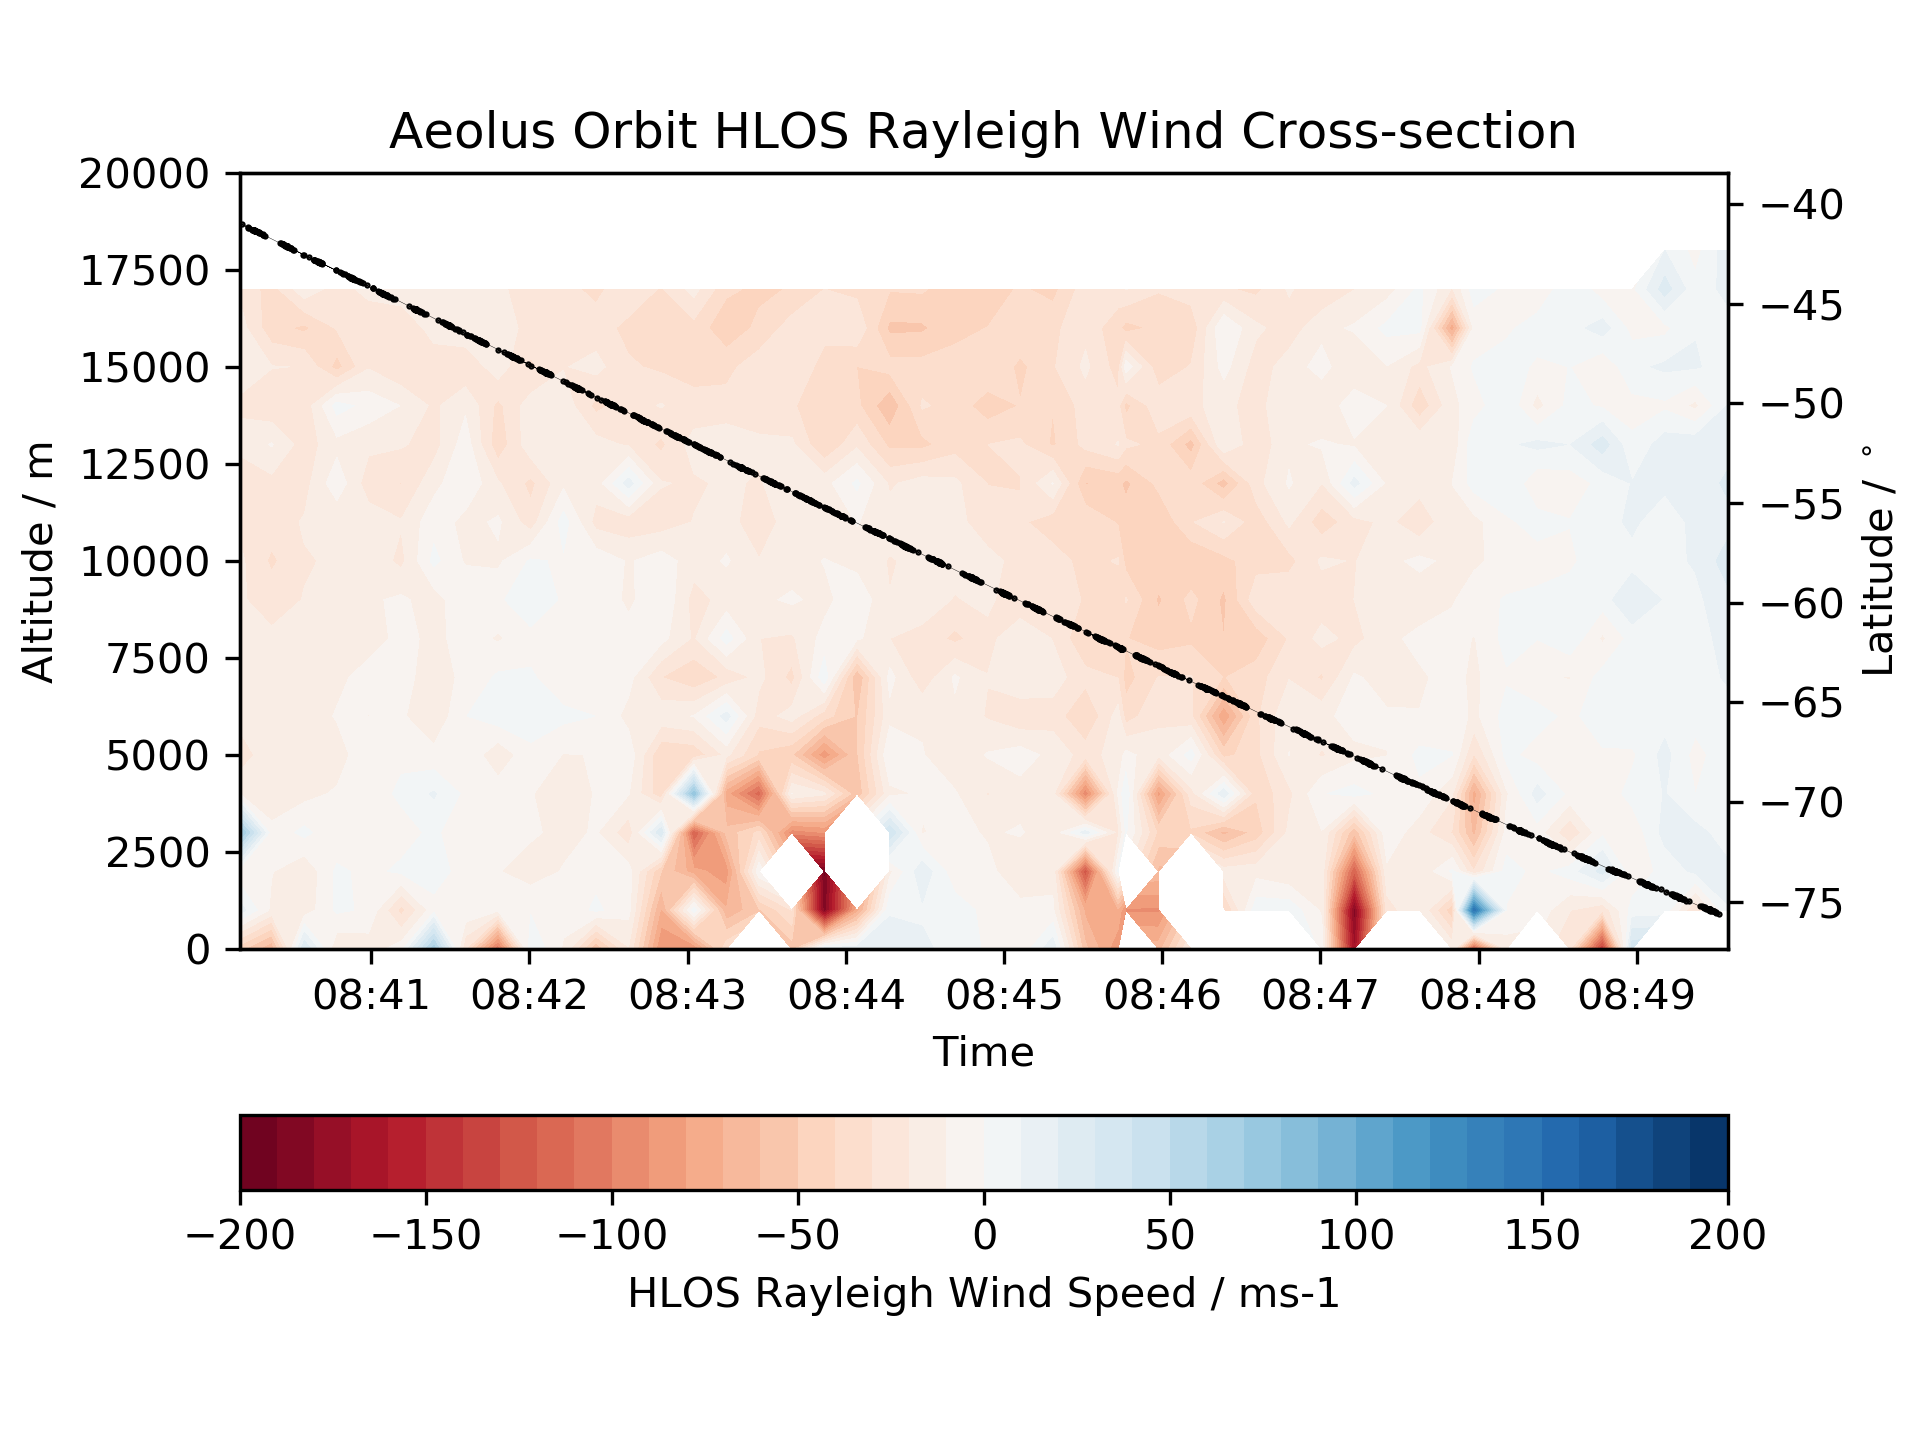 Aeolus Orbit HLOS Rayleigh Wind Cross-section
20000
17500
15000
12500
10000
7500
5000
2500
0
Altitude / m
−40
−45
−50
−55
−60
−65
−70
−75
Latitude / °
08:41 08:42 08:43 08:44 08:45 08:46 08:47 08:48 08:49
Time
−200 −150 −100 −50 0 50 100 150 200
HLOS Rayleigh Wind Speed / ms-1